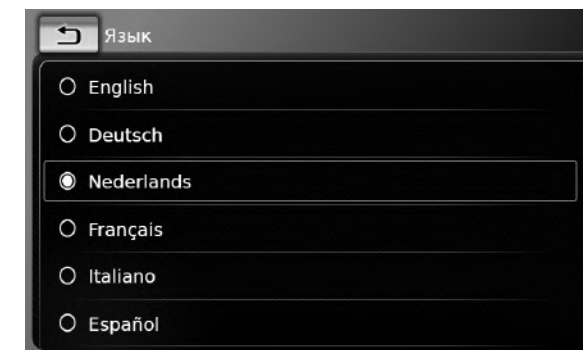 Язык
English
Deutsch
Nederlands
Français
Italiano
Español